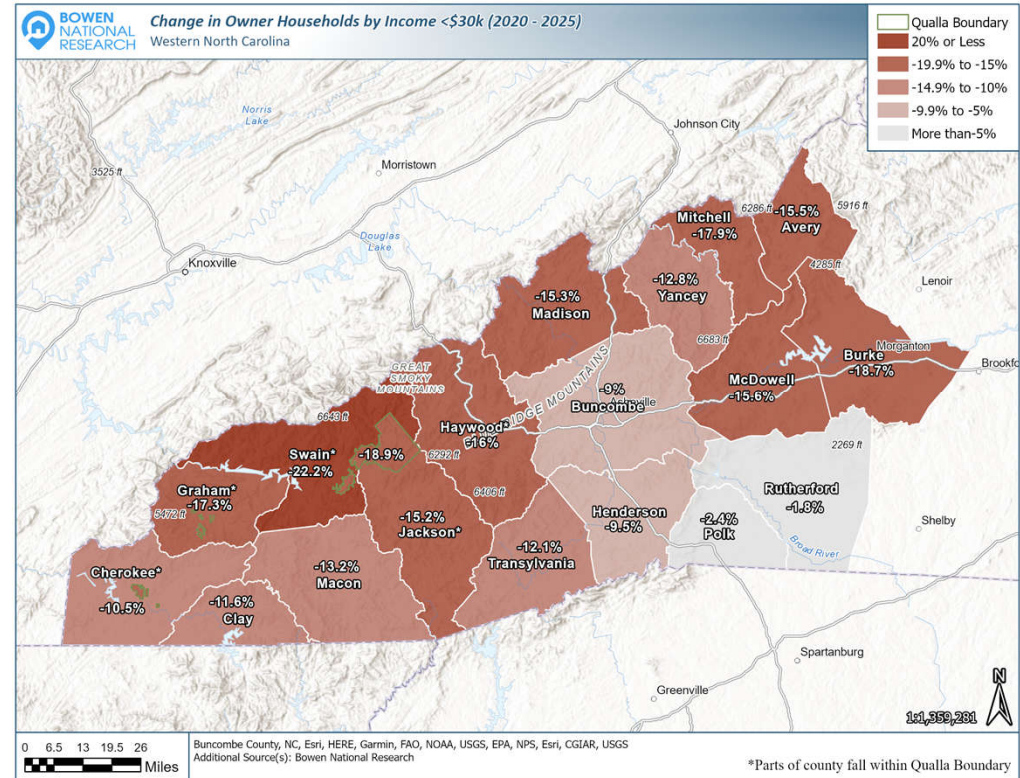 BOWEN
NATIONAL
RESEARCH
Change in Owner Households by Income <$30k (2020 - 2025)
Western North Carolina
Qualla Boundary
20% or Less
-19.9% to -15%
-14.9% to -10%
-9.9% to -5%
More than-5%
Norris
Lake
Johnson City
3525 ft
Morristown
Douglas
Lake
Knoxville
Mitchell
-17.9%
6286 ft
-15.5%
Avery
5916 ft
4285 ft
Lenoir
-12.8%
Yancey
-15.3%
Madison
6683 ft
Morganton
Burke
-18.7%
Brookfo
McDowell
-15.6%
GREAT
SMOKY
MOUNTAINS
RIDGE MOUNTAINS
-9%
Buncombe
6643 ft
Haywood*
-16%
Swain*
-22.2%
-18.9%
6292 ft
2269 ft
Graham*
-17.3%
5472 ft
6406 ft
Rutherford
-1.8%
Henderson
-9.5%
-15.2%
Jackson*
-2.4%
Polk
Shelby
-12.1%
Transylvania
Broad River
-13.2%
Macon
Cherokee*
-10.5%
-11.6%
Clay
Spartanburg
Greenville
N
1:1,359,281
0 6.5 13 19.5 26
Miles
Buncombe County, NC, Esri, HERE, Garmin, FAO, NOAA, USGS, EPA, NPS, Esri, CGIAR, USGS
Additional Source(s): Bowen National Research
*Parts of county fall within Qualla Boundary